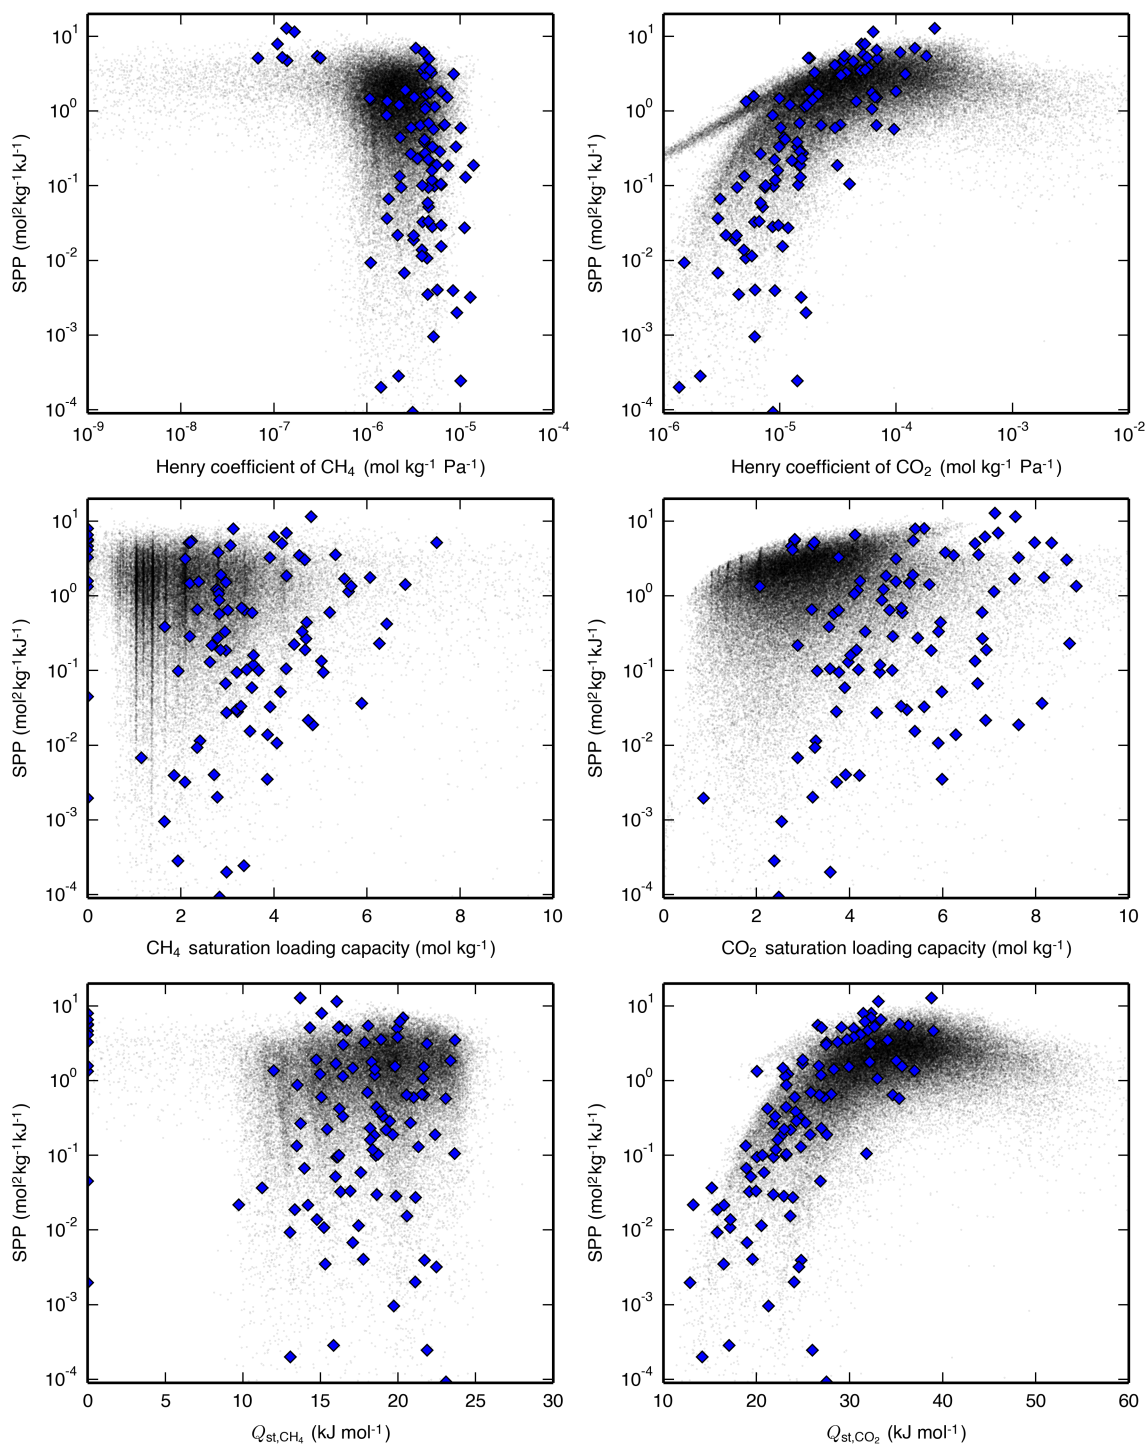 10¹ 10⁰ 10⁻¹ 10⁻² 10⁻³ 10⁻⁴
SPP (mol²kg⁻¹kJ⁻¹)
10⁻⁹ 10⁻⁸ 10⁻⁷ 10⁻⁶ 10⁻⁵ 10⁻⁴
Henry coefficient of CH₄ (mol kg⁻¹ Pa⁻¹)
10¹ 10⁰ 10⁻¹ 10⁻² 10⁻³ 10⁻⁴
SPP (mol²kg⁻¹kJ⁻¹)
10⁻⁶ 10⁻⁵ 10⁻⁴ 10⁻³ 10⁻²
Henry coefficient of CO₂ (mol kg⁻¹ Pa⁻¹)
10¹ 10⁰ 10⁻¹ 10⁻² 10⁻³ 10⁻⁴
SPP (mol²kg⁻¹kJ⁻¹)
0 2 4 6 8 10
CH₄ saturation loading capacity (mol kg⁻¹)
10¹ 10⁰ 10⁻¹ 10⁻² 10⁻³ 10⁻⁴
SPP (mol²kg⁻¹kJ⁻¹)
0 2 4 6 8 10
CO₂ saturation loading capacity (mol kg⁻¹)
10¹ 10⁰ 10⁻¹ 10⁻² 10⁻³ 10⁻⁴
SPP (mol²kg⁻¹kJ⁻¹)
0 5 10 15 20 25 30
Qst,CH₄ (kJ mol⁻¹)
10¹ 10⁰ 10⁻¹ 10⁻² 10⁻³ 10⁻⁴
SPP (mol²kg⁻¹kJ⁻¹)
10 20 30 40 50 60
Qst,CO₂ (kJ mol⁻¹)